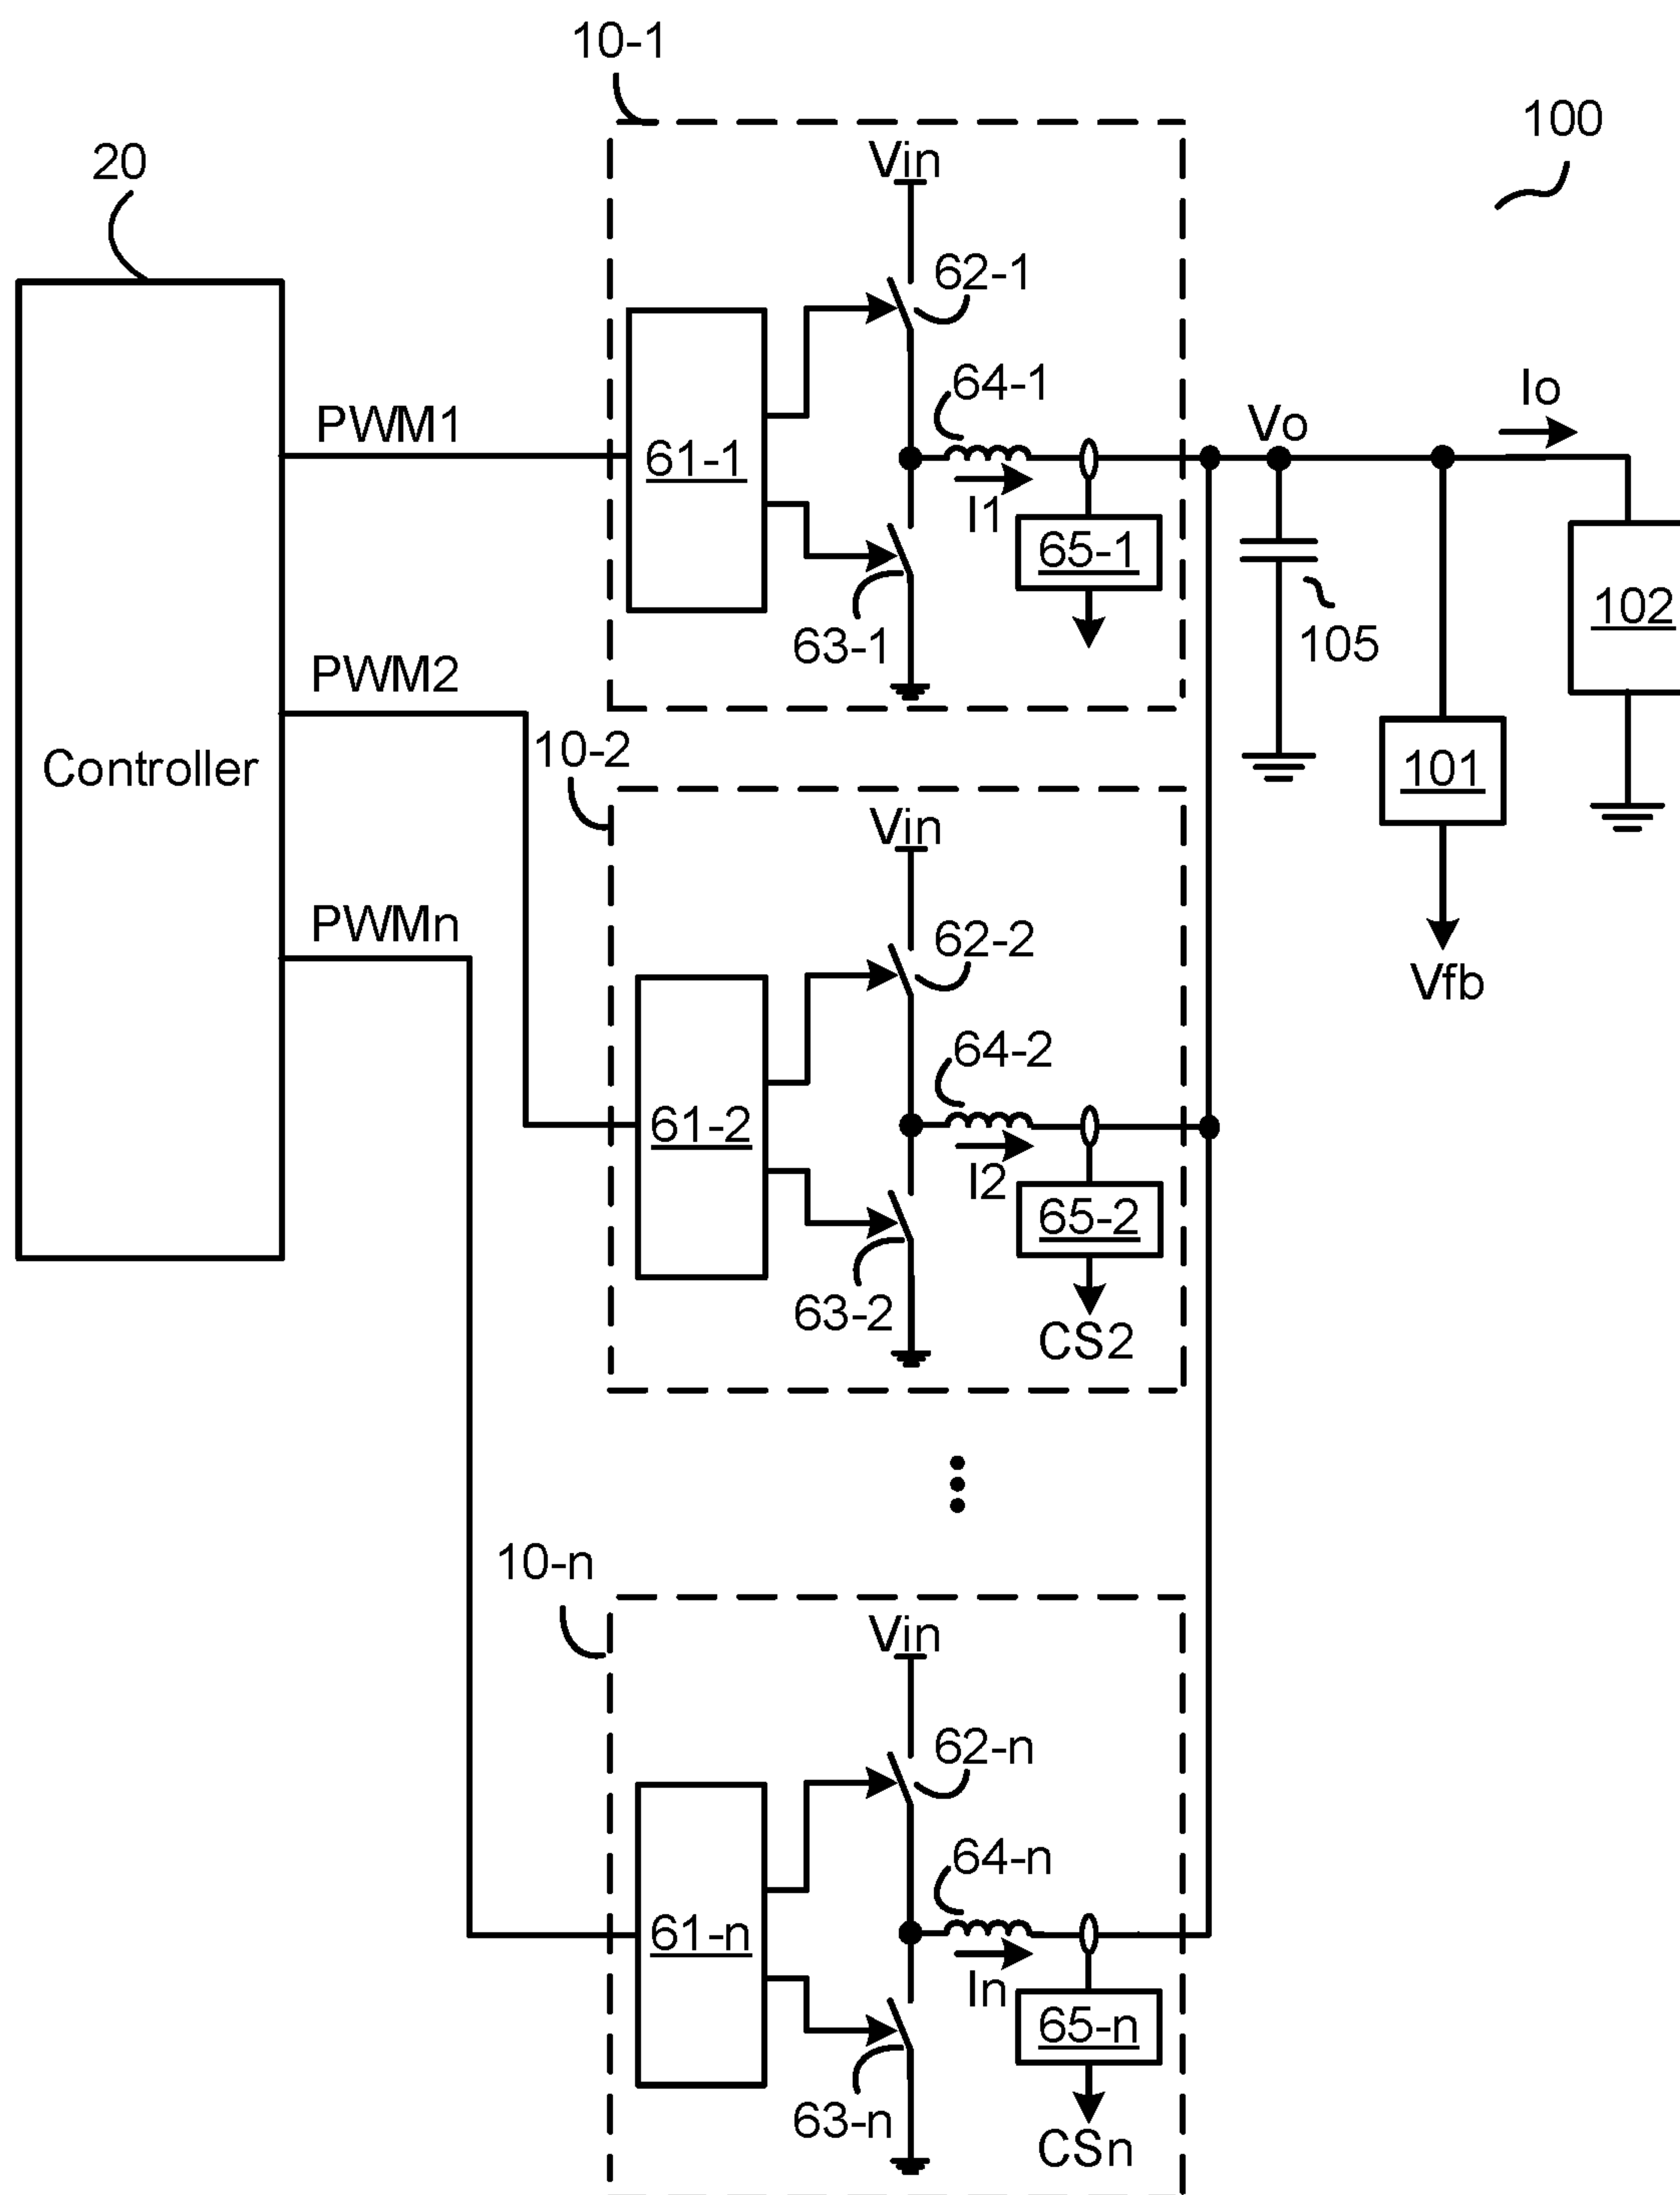 10-1
100
20
Vin
62-1
64-1
Io
PWM1
Vo
61-1
I1
65-1
102
105
63-1
PWM2
10-2
Controller
101
Vin
PWMn
62-2
Vfb
64-2
61-2
I2
65-2
63-2
CS2
10-n
Vin
62-n
64-n
61-n
In
65-n
63-n
CSn